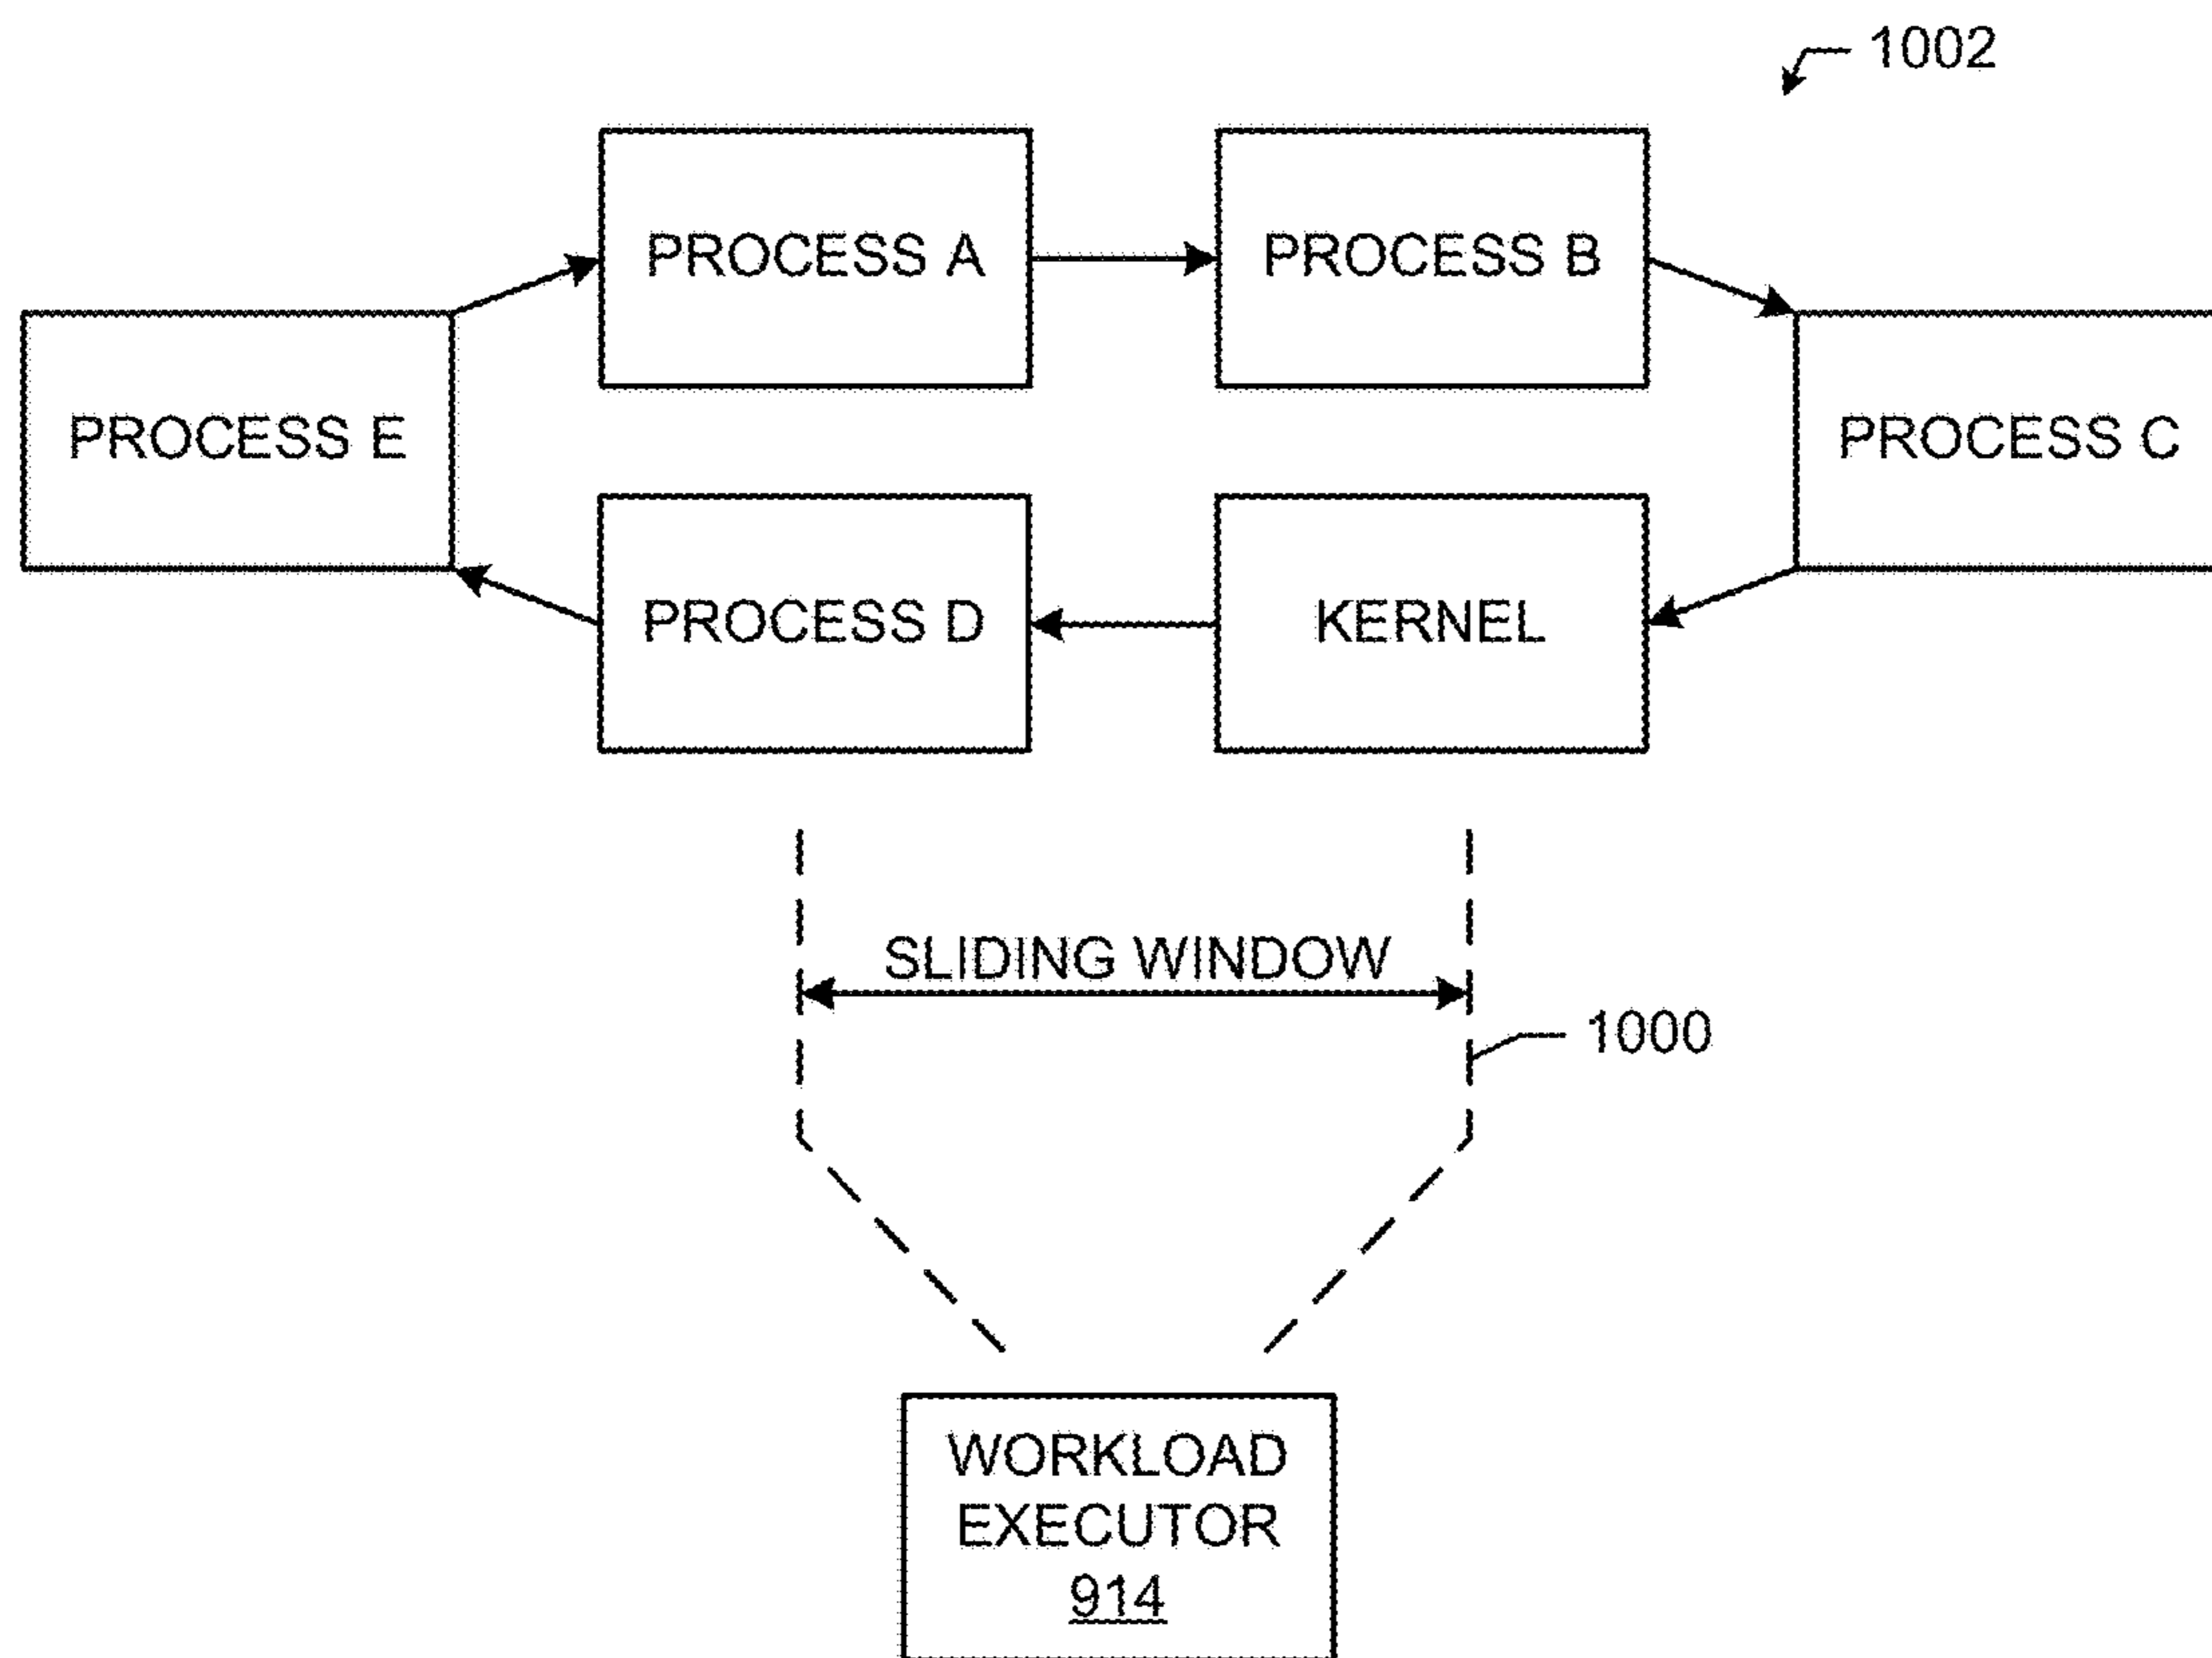 1002
PROCESS A
PROCESS B
PROCESS E
PROCESS C
PROCESS D
KERNEL
SLIDING WINDOW
1000
WORKLOAD
EXECUTOR
914